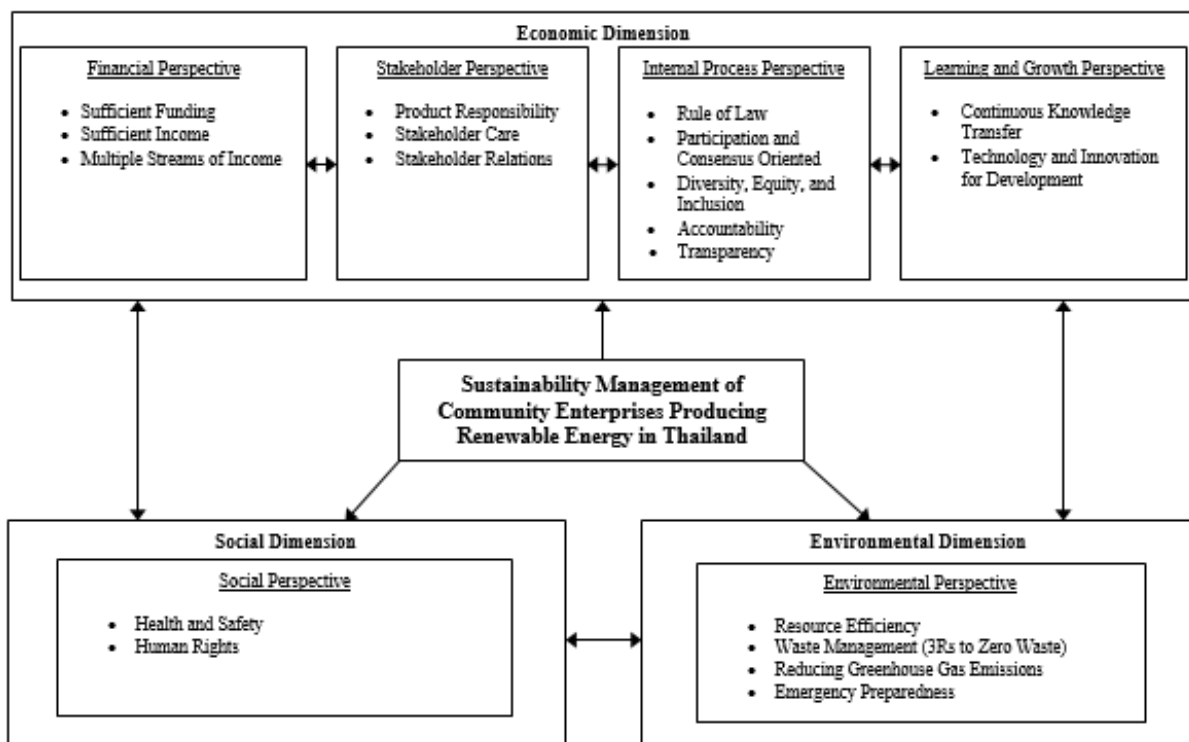 Economic Dimension
Financial Perspective
• Sufficient Funding
• Sufficient Income
• Multiple Streams of Income
Stakeholder Perspective
• Product Responsibility
• Stakeholder Care
• Stakeholder Relations
Internal Process Perspective
• Rule of Law
• Participation and
Consensus Oriented
• Diversity, Equity, and
Inclusion
• Accountability
• Transparency
Learning and Growth Perspective
• Continuous Knowledge
Transfer
• Technology and Innovation
for Development
Sustainability Management of
Community Enterprises Producing
Renewable Energy in Thailand
Social Dimension
Social Perspective
• Health and Safety
• Human Rights
Environmental Dimension
Environmental Perspective
• Resource Efficiency
• Waste Management (3Rs to Zero Waste)
• Reducing Greenhouse Gas Emissions
• Emergency Preparedness